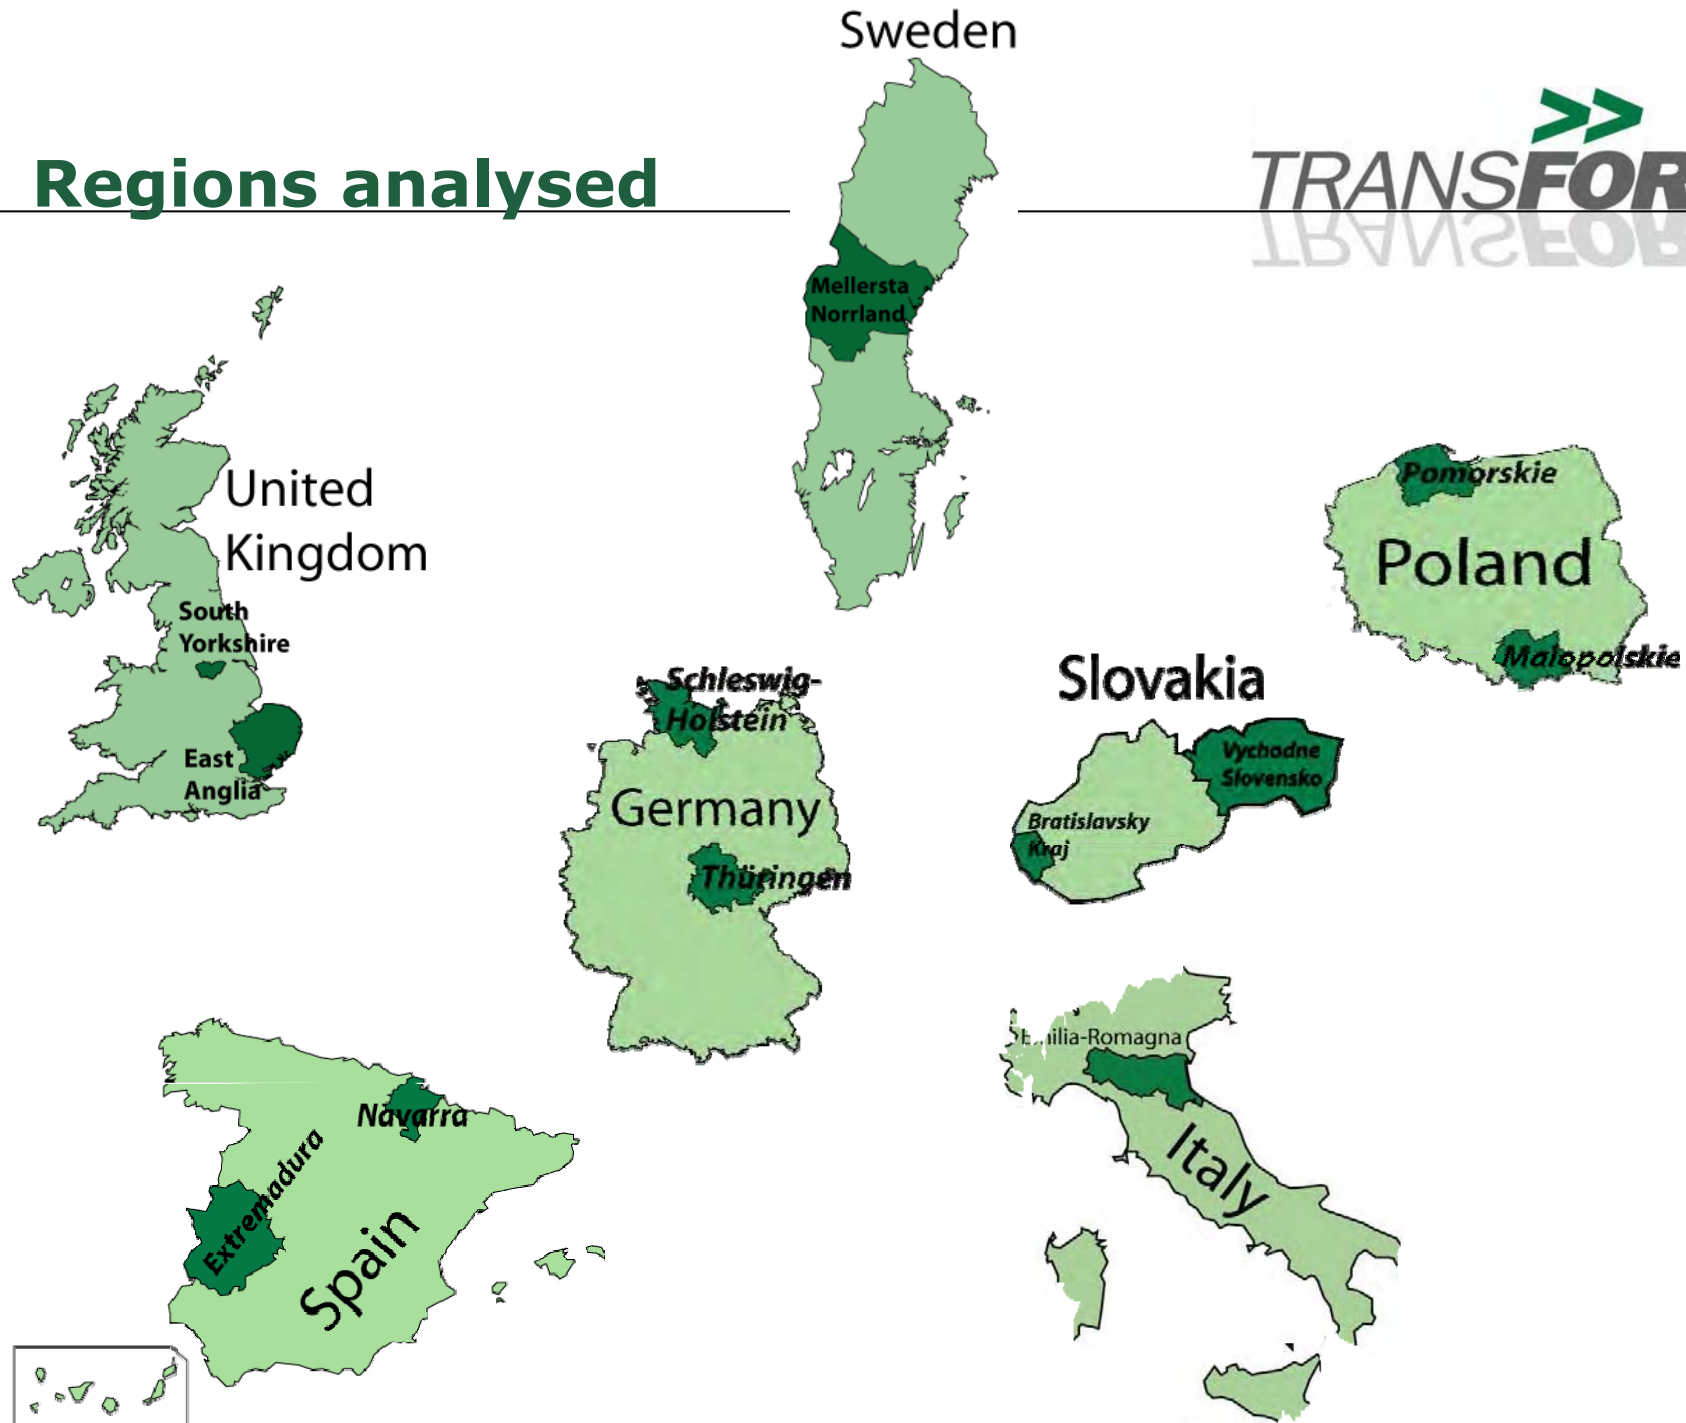 Sweden
Regions analysed
TRANSFOR
Mellersta
Norrland
United
Kingdom
South
Yorkshire
East
Anglia
Pomorskie
Poland
Malopolskie
Schleswig-
Holstein
Germany
Thüringen
Slovakia
Vychodne
Slovensko
Bratislavsky
Kraj
Navarra
Extremadura
Spain
Emilia-Romagna
Italy